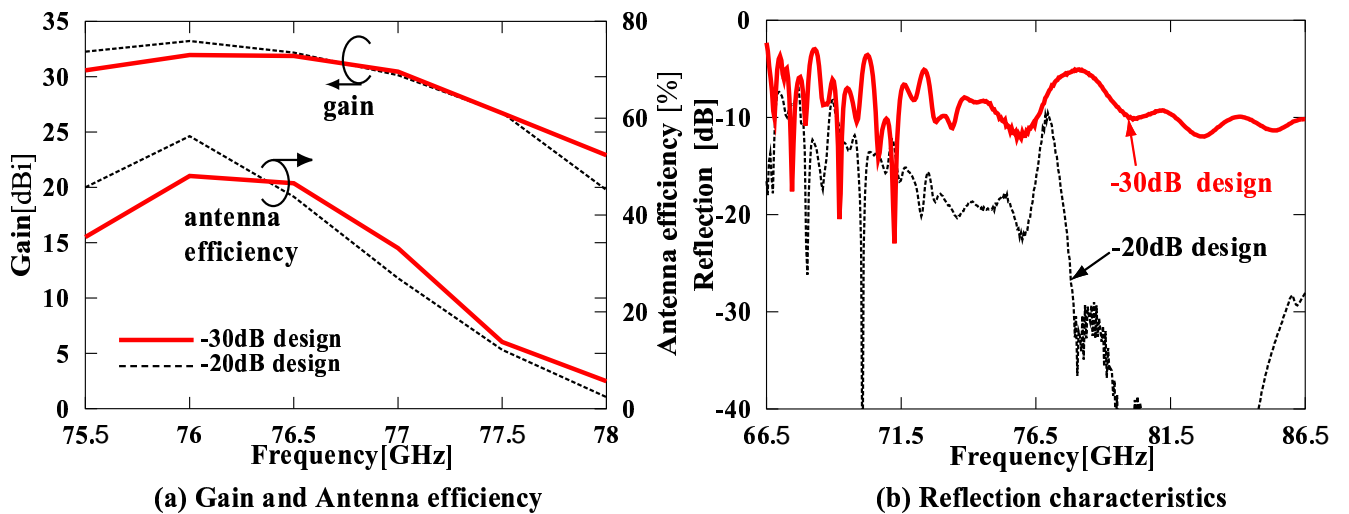 35
30
25
20
15
10
5
0
Gain[dBi]
80
60
40
20
0
Antenna efficiency [%]
gain
antenna
efficiency
-30dB design
-20dB design
75.5 76 76.5 77 77.5 78
Frequency[GHz]
(a) Gain and Antenna efficiency
0
-10
-20
-30
-40
Reflection [dB]
-30dB design
-20dB design
66.5 71.5 76.5 81.5 86.5
Frequency[GHz]
(b) Reflection characteristics